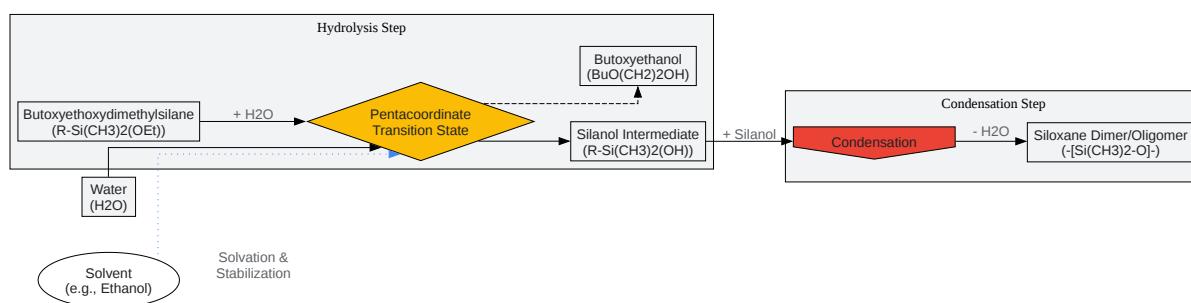 Hydrolysis Step
Butoxyethanol
(BuO(CH2)2OH)
Butoxyethoxydimethylsilane
(R-Si(CH3)2(OEt))
+ H2O
Pentacoordinate
Transition State
Silanol Intermediate
(R-Si(CH3)2(OH))
+ Silanol
Condensation Step
Condensation
- H2O
Siloxane Dimer/Oligomer
(-[Si(CH3)2-O]-)
Water
(H2O)
Solvation &
Stabilization
Solvent
(e.g., Ethanol)